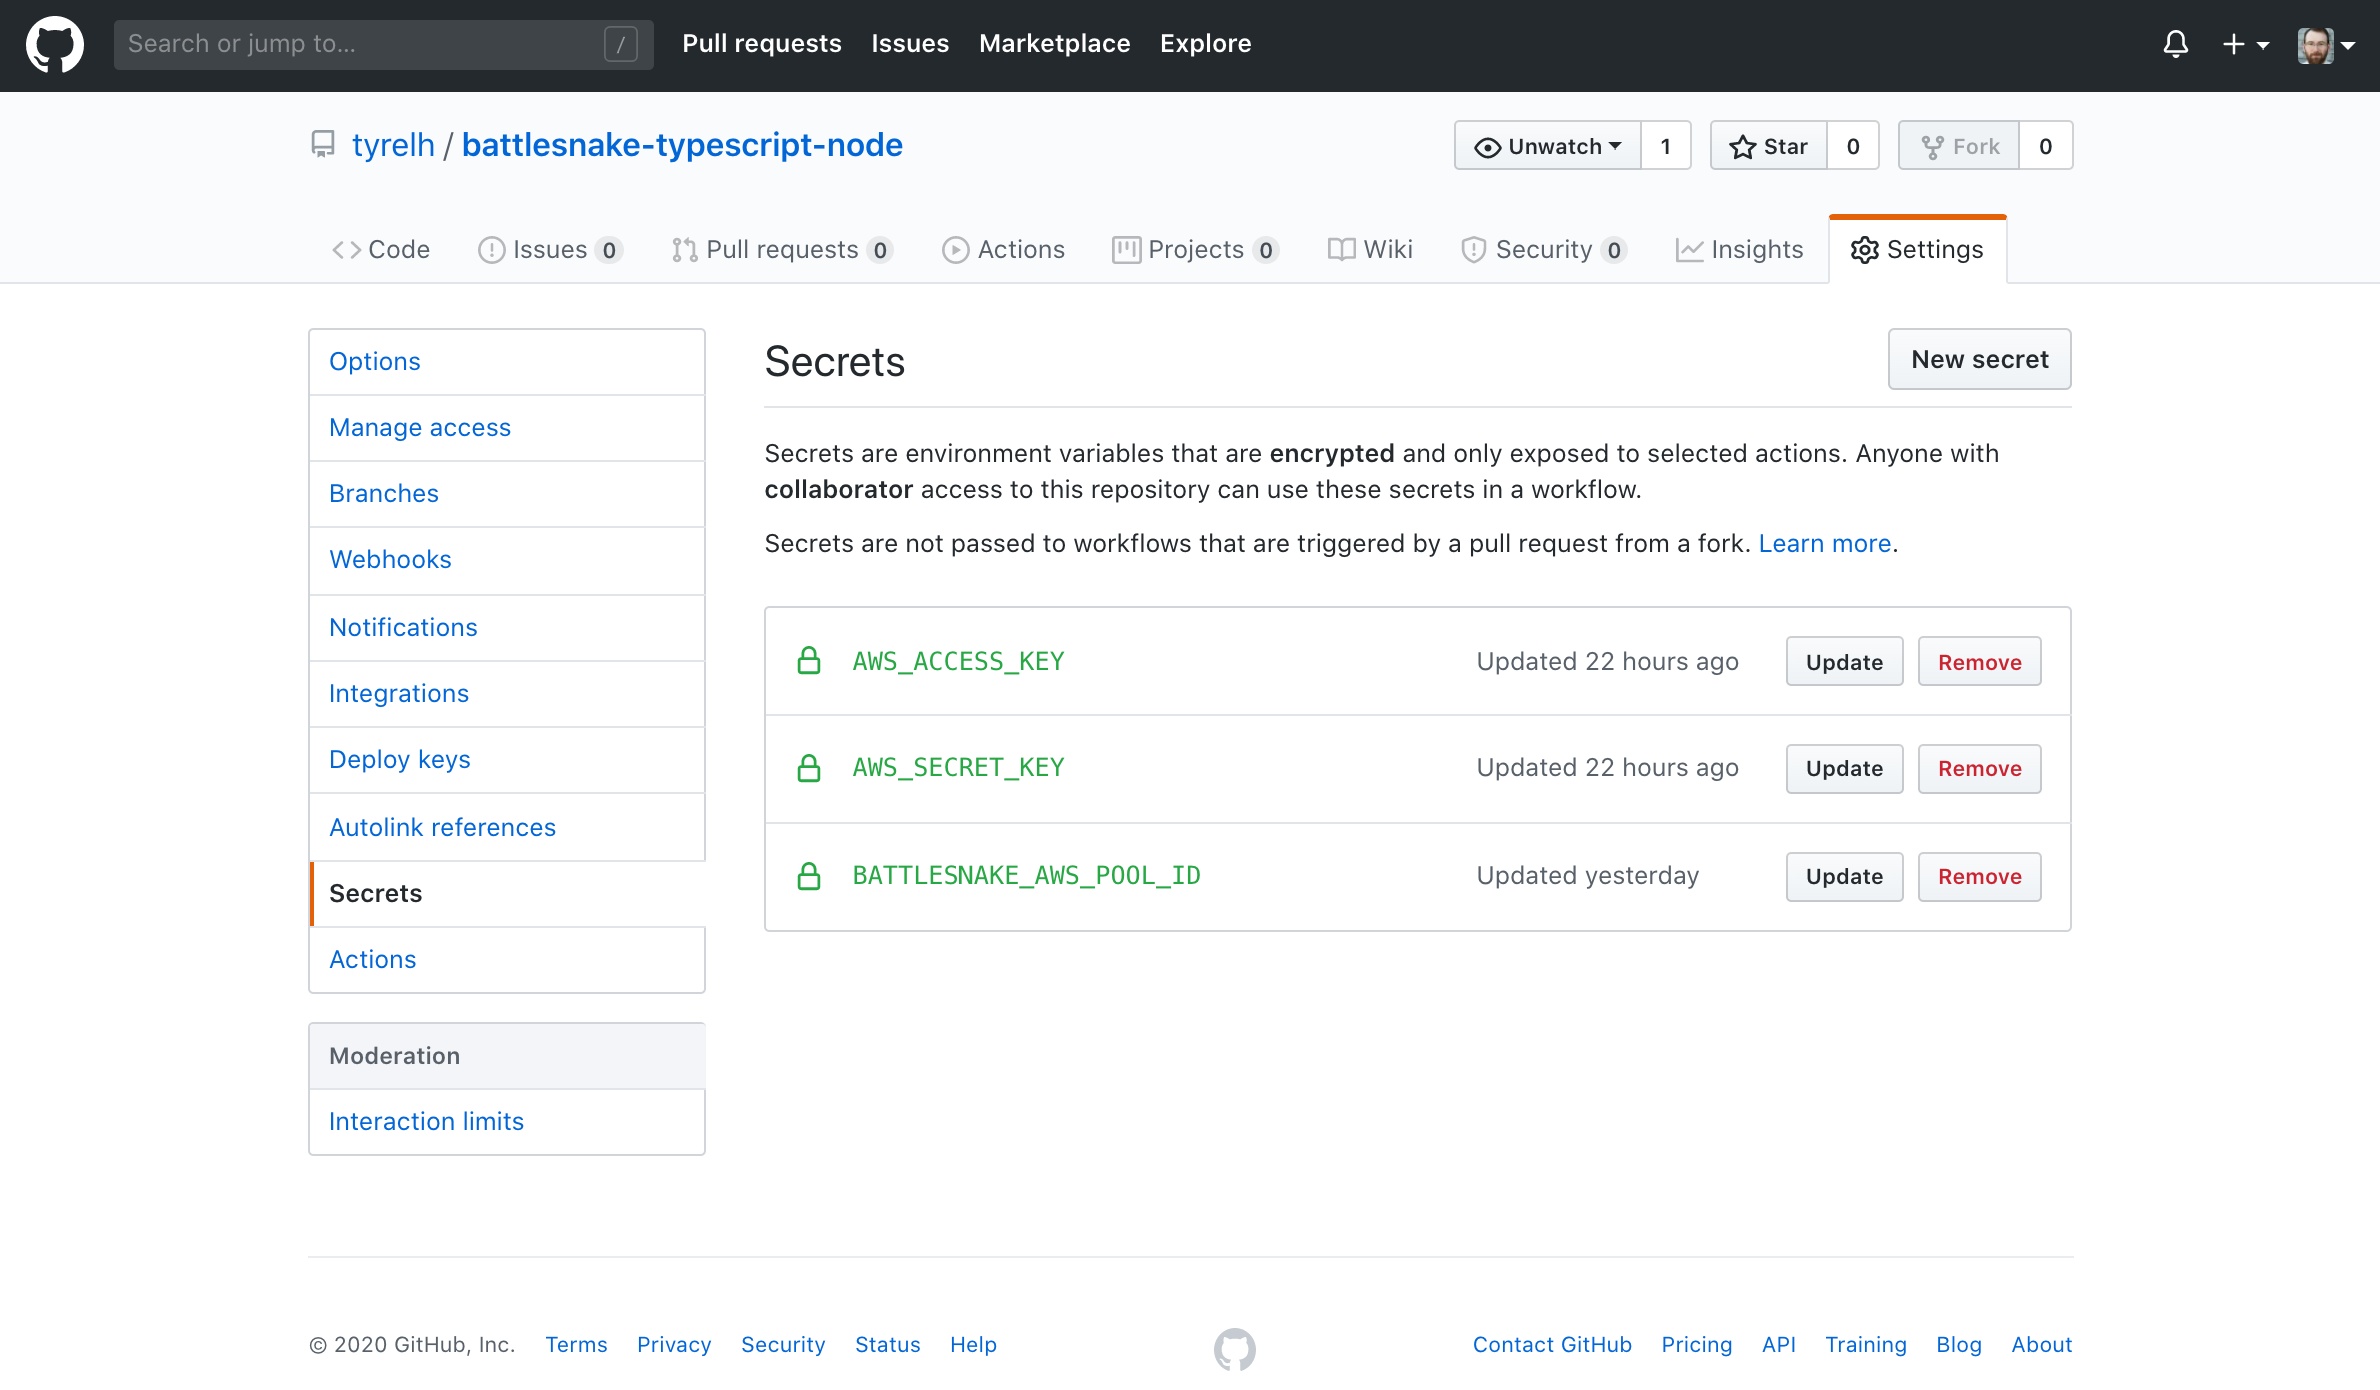 Search or jump to... /
Pull requests Issues Marketplace Explore
tyrelh / battlesnake-typescript-node
Unwatch 1 Star 0 Fork 0
Code Issues 0 Pull requests 0 Actions Projects 0 Wiki Security 0 Insights Settings
Options
Manage access
Branches
Webhooks
Notifications
Integrations
Deploy keys
Autolink references
Secrets
Actions
Moderation
Interaction limits
Secrets
New secret
Secrets are environment variables that are encrypted and only exposed to selected actions. Anyone with
collaborator access to this repository can use these secrets in a workflow.
Secrets are not passed to workflows that are triggered by a pull request from a fork. Learn more.
AWS_ACCESS_KEY Updated 22 hours ago Update Remove
AWS_SECRET_KEY Updated 22 hours ago Update Remove
BATTLESNAKE_AWS_POOL_ID Updated yesterday Update Remove
© 2020 GitHub, Inc. Terms Privacy Security Status Help
Contact GitHub Pricing API Training Blog About